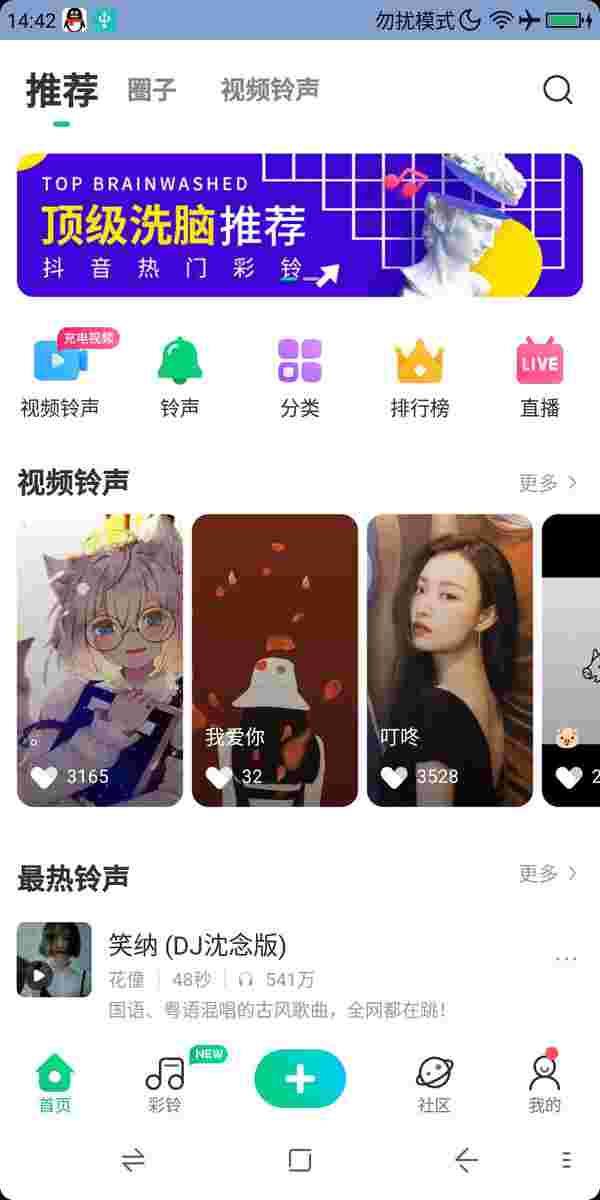 14:42
勿扰模式
推荐
圈子
视频铃声
TOP BRAINWASHED
顶级洗脑推荐
抖音热门彩铃
充电视频
LIVE
视频铃声
铃声
分类
排行榜
直播
视频铃声
更多
。
我爱你
叮咚
3165
32
3528
2
最热铃声
更多
笑纳 (DJ沈念版)
花僮
48秒
541万
国语、粤语混唱的古风歌曲，全网都在跳！
NEW
首页
彩铃
社区
我的